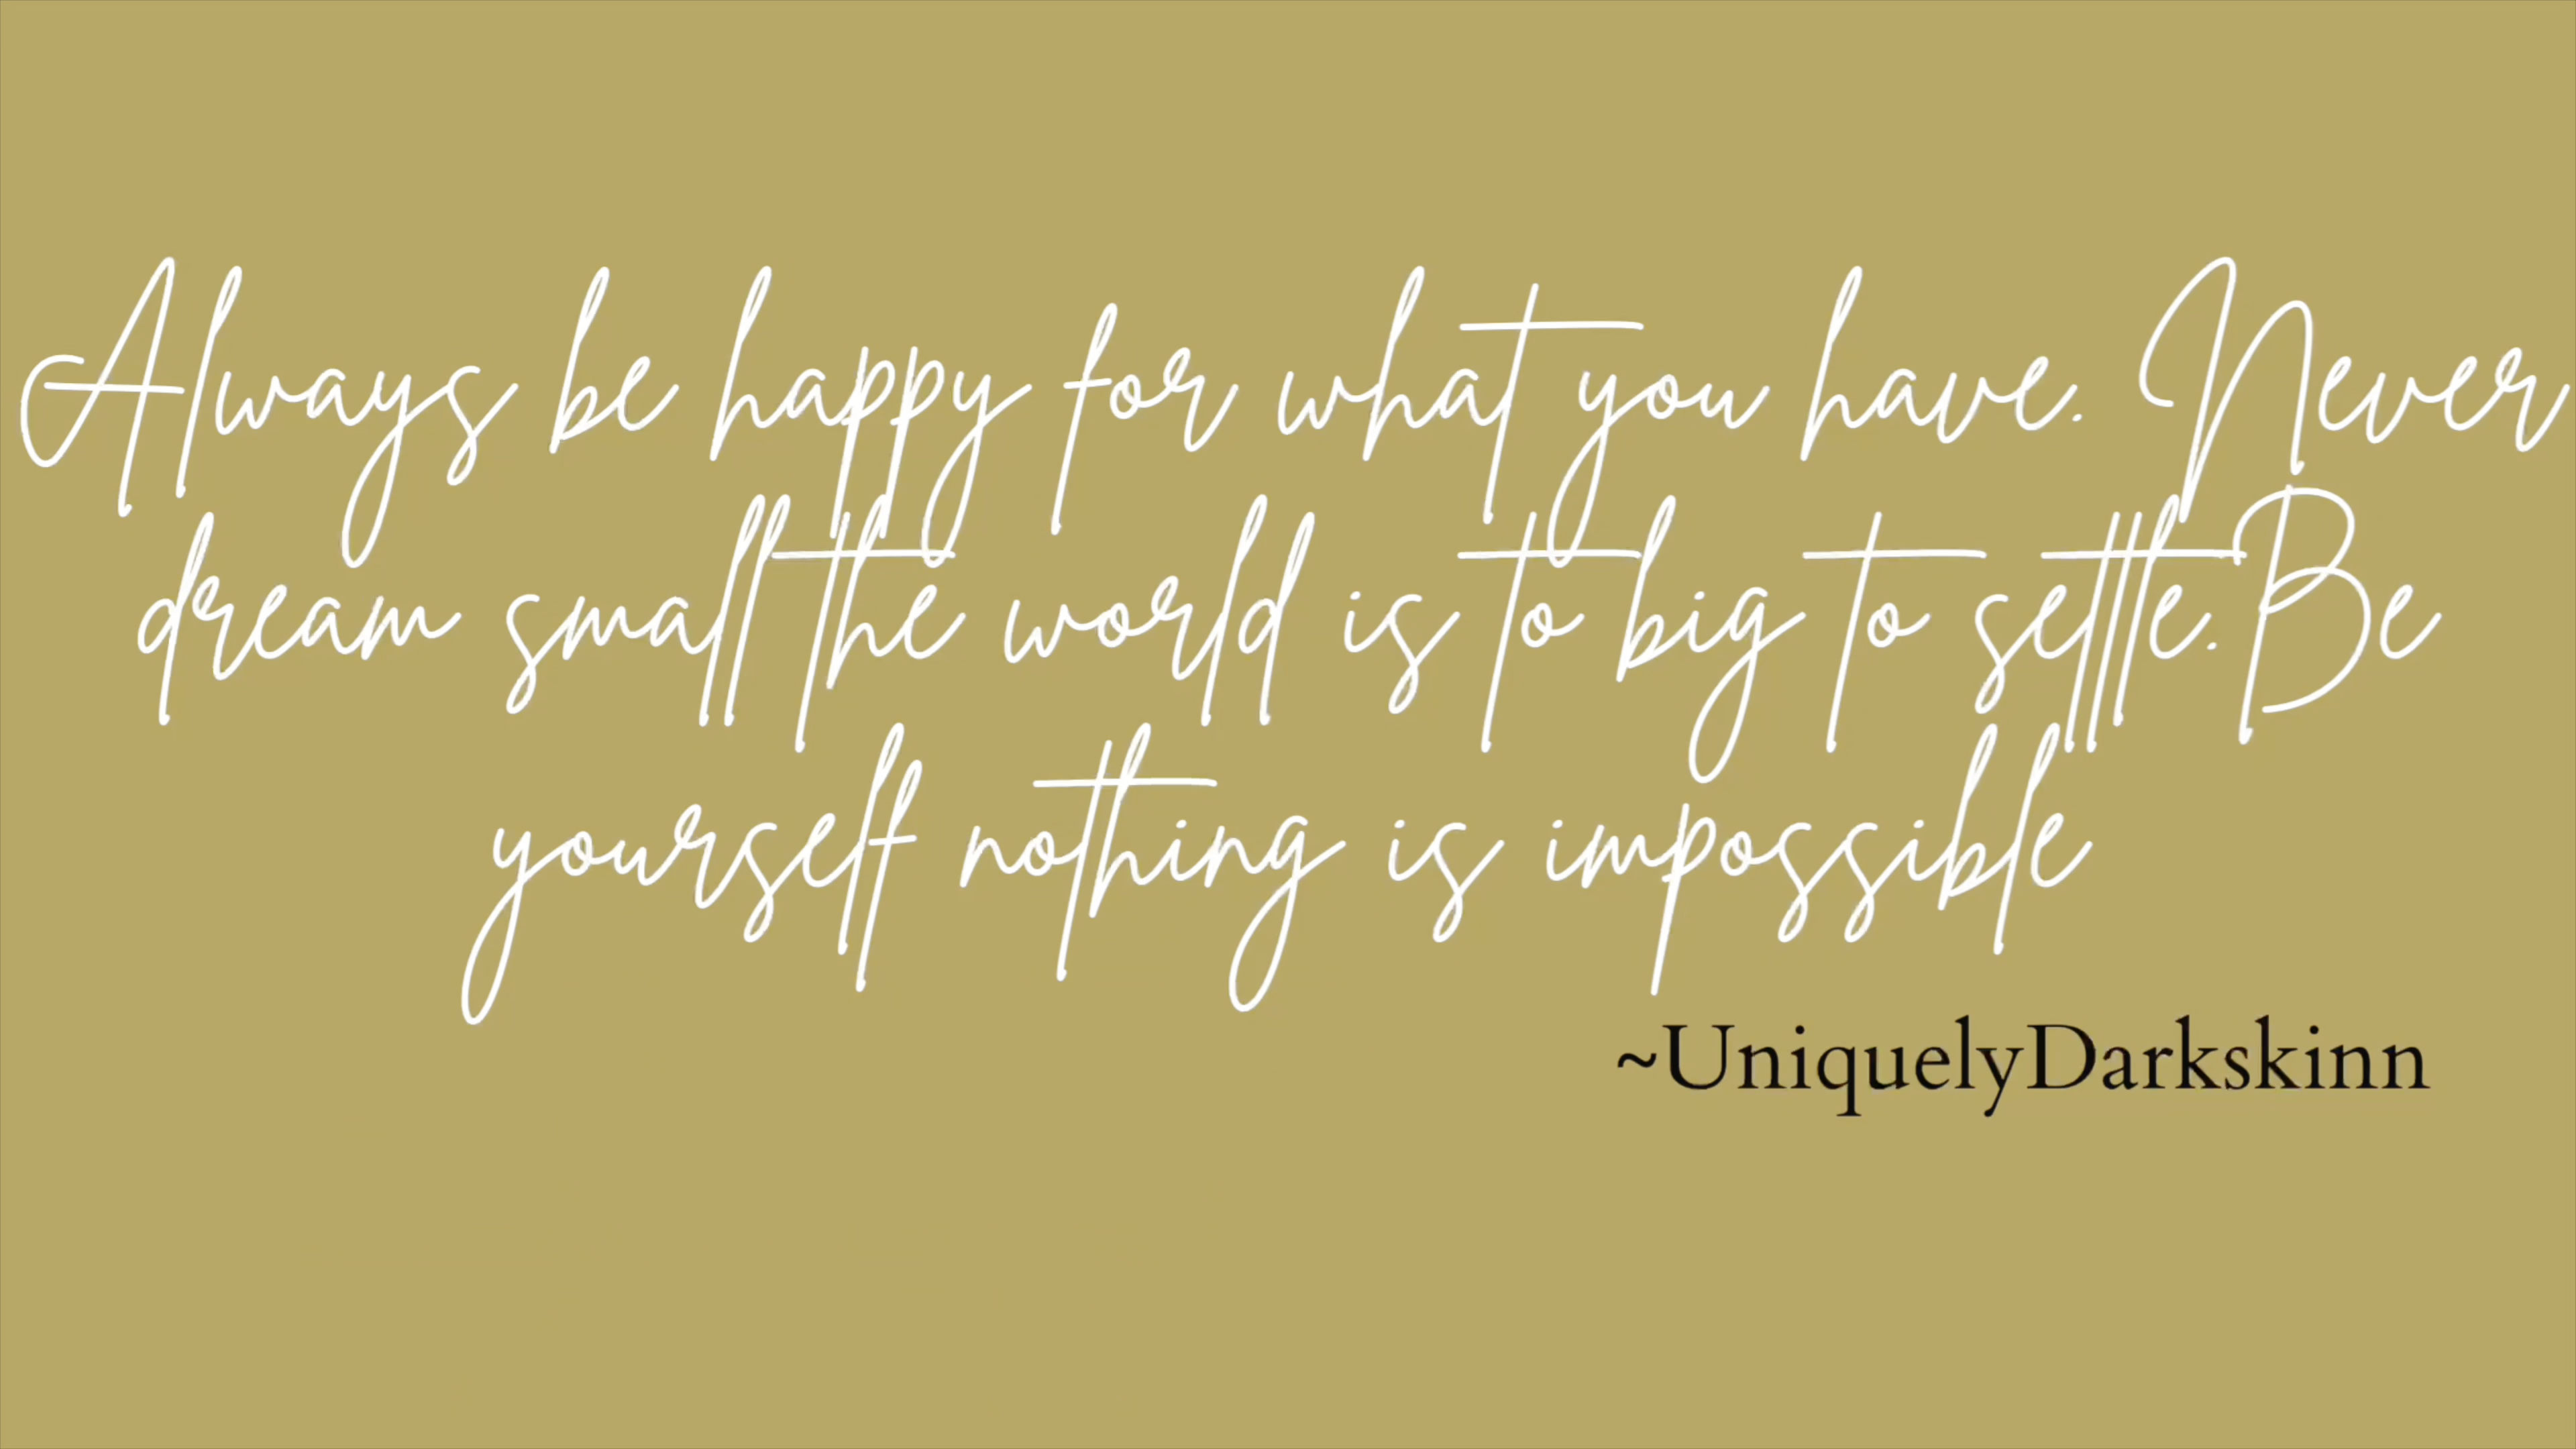 Always be happy for what you have. Never
dream small the world is to big to settle. Be
yourself nothing is impossible
~UniquelyDarkskinn